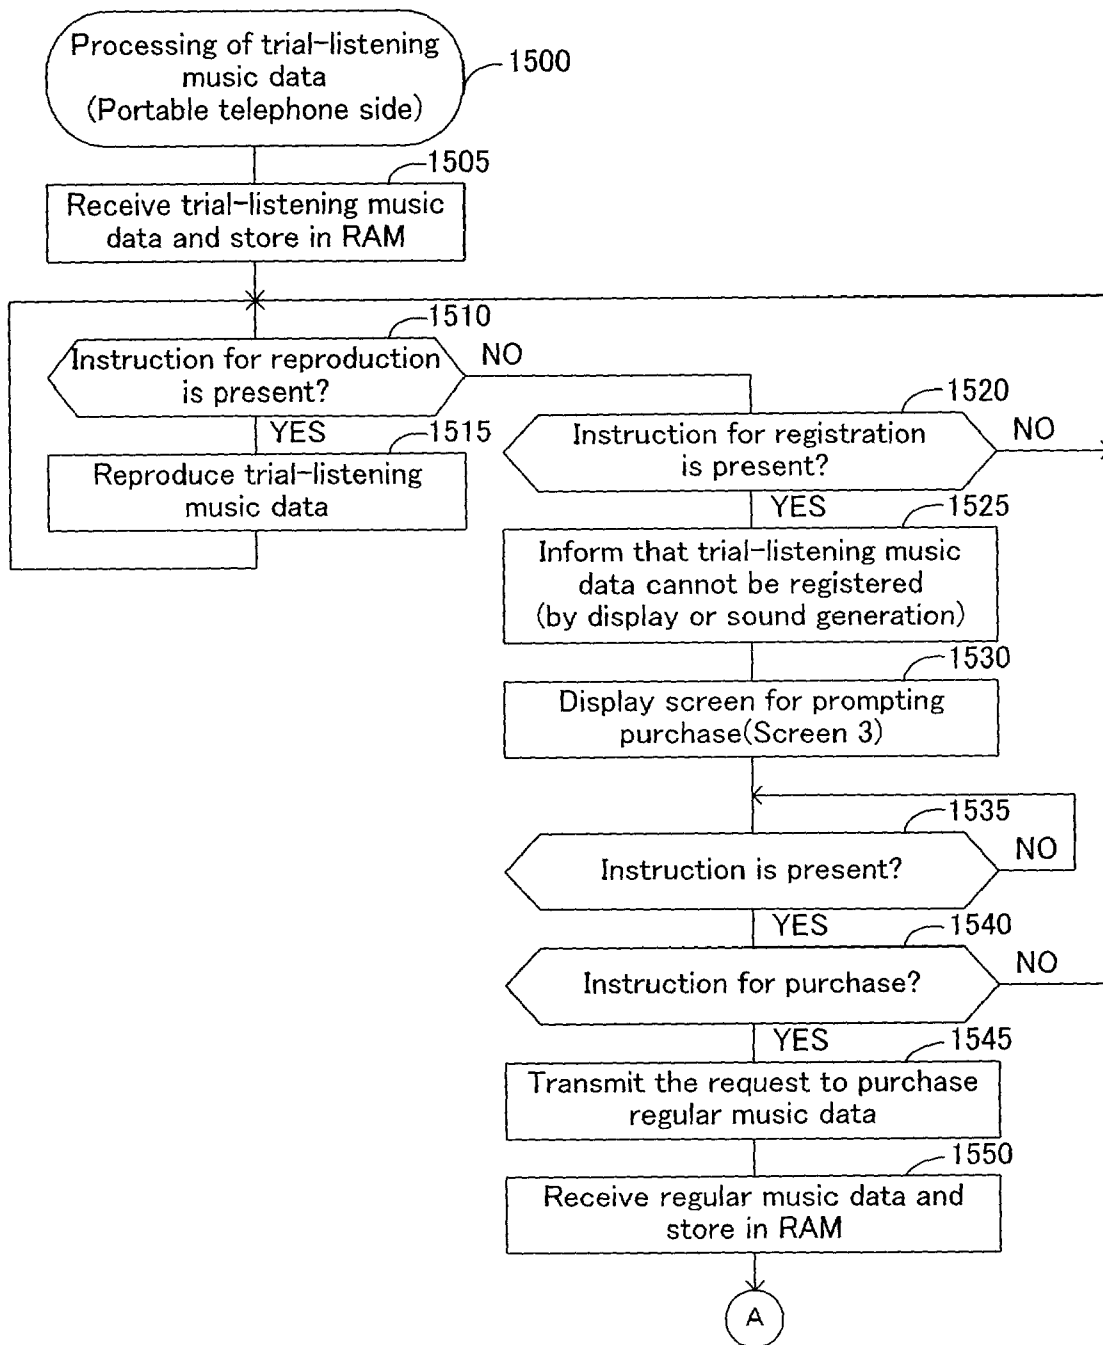 Processing of trial-listening
music data
(Portable telephone side)
1500
1505
Receive trial-listening music
data and store in RAM
1510
Instruction for reproduction
is present?
NO
YES
1515
Reproduce trial-listening
music data
1520
Instruction for registration
is present?
NO
YES
1525
Inform that trial-listening music
data cannot be registered
(by display or sound generation)
1530
Display screen for prompting
purchase(Screen 3)
1535
Instruction is present?
NO
YES
1540
Instruction for purchase?
NO
YES
1545
Transmit the request to purchase
regular music data
1550
Receive regular music data and
store in RAM
A